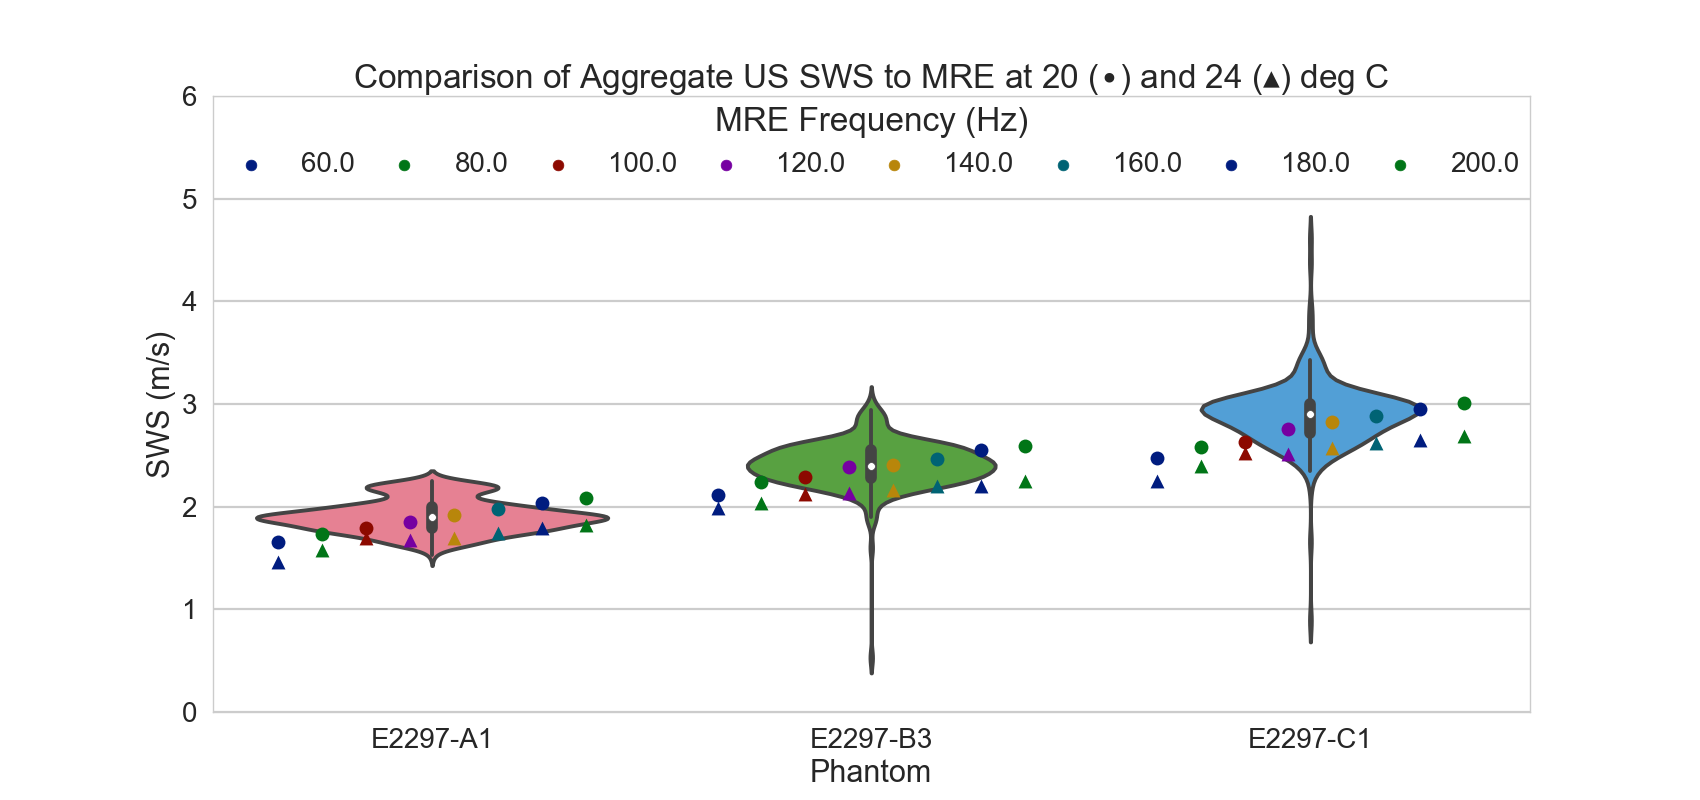 Comparison of Aggregate US SWS to MRE at 20 (•) and 24 (▲) deg C
MRE Frequency (Hz)
60.0 80.0 100.0 120.0 140.0 160.0 180.0 200.0
6
5
4
3
2
1
0
SWS (m/s)
E2297-A1 E2297-B3 E2297-C1
Phantom